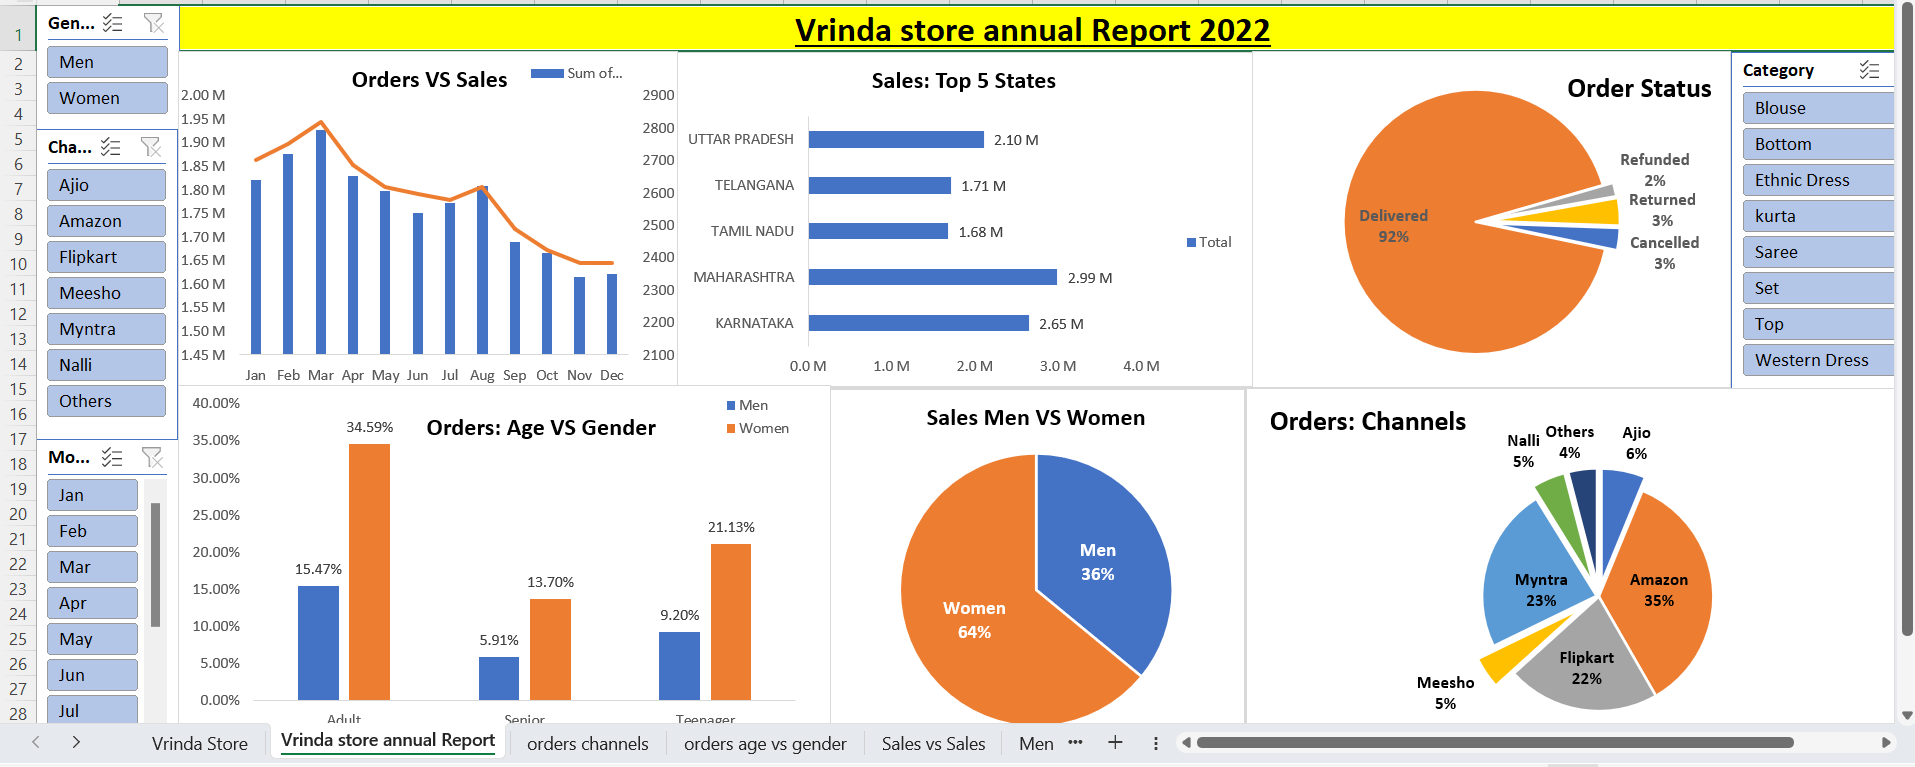 Vrinda store annual Report 2022
Gen...
Men
Women
Cha...
Ajio
Amazon
Flipkart
Meesho
Myntra
Nalli
Others
Mo...
Jan
Feb
Mar
Apr
May
Jun
Jul
1
2
3
4
5
6
7
8
9
10
11
12
13
14
15
16
17
18
19
20
21
22
23
24
25
26
27
28
Orders VS Sales
Sum of...
2.00 M
1.95 M
1.90 M
1.85 M
1.80 M
1.75 M
1.70 M
1.65 M
1.60 M
1.55 M
1.50 M
1.45 M
2900
2800
2700
2600
2500
2400
2300
2200
2100
Jan Feb Mar Apr May Jun Jul Aug Sep Oct Nov Dec
Sales: Top 5 States
UTTAR PRADESH 2.10 M
TELANGANA 1.71 M
TAMIL NADU 1.68 M
MAHARASHTRA 2.99 M
KARNATAKA 2.65 M
0.0 M 1.0 M 2.0 M 3.0 M 4.0 M
Total
Order Status
Refunded
2%
Returned
3%
Cancelled
3%
Delivered
92%
Category
Blouse
Bottom
Ethnic Dress
kurta
Saree
Set
Top
Western Dress
Orders: Age VS Gender
Men
Women
40.00%
35.00%
30.00%
25.00%
20.00%
15.00%
10.00%
5.00%
0.00%
15.47%
34.59%
5.91%
13.70%
9.20%
21.13%
Adult Senior Teenager
Sales Men VS Women
Men
36%
Women
64%
Orders: Channels
Nalli
5%
Others
4%
Ajio
6%
Myntra
23%
Amazon
35%
Flipkart
22%
Meesho
5%
Vrinda Store Vrinda store annual Report orders channels orders age vs gender Sales vs Sales Men ...